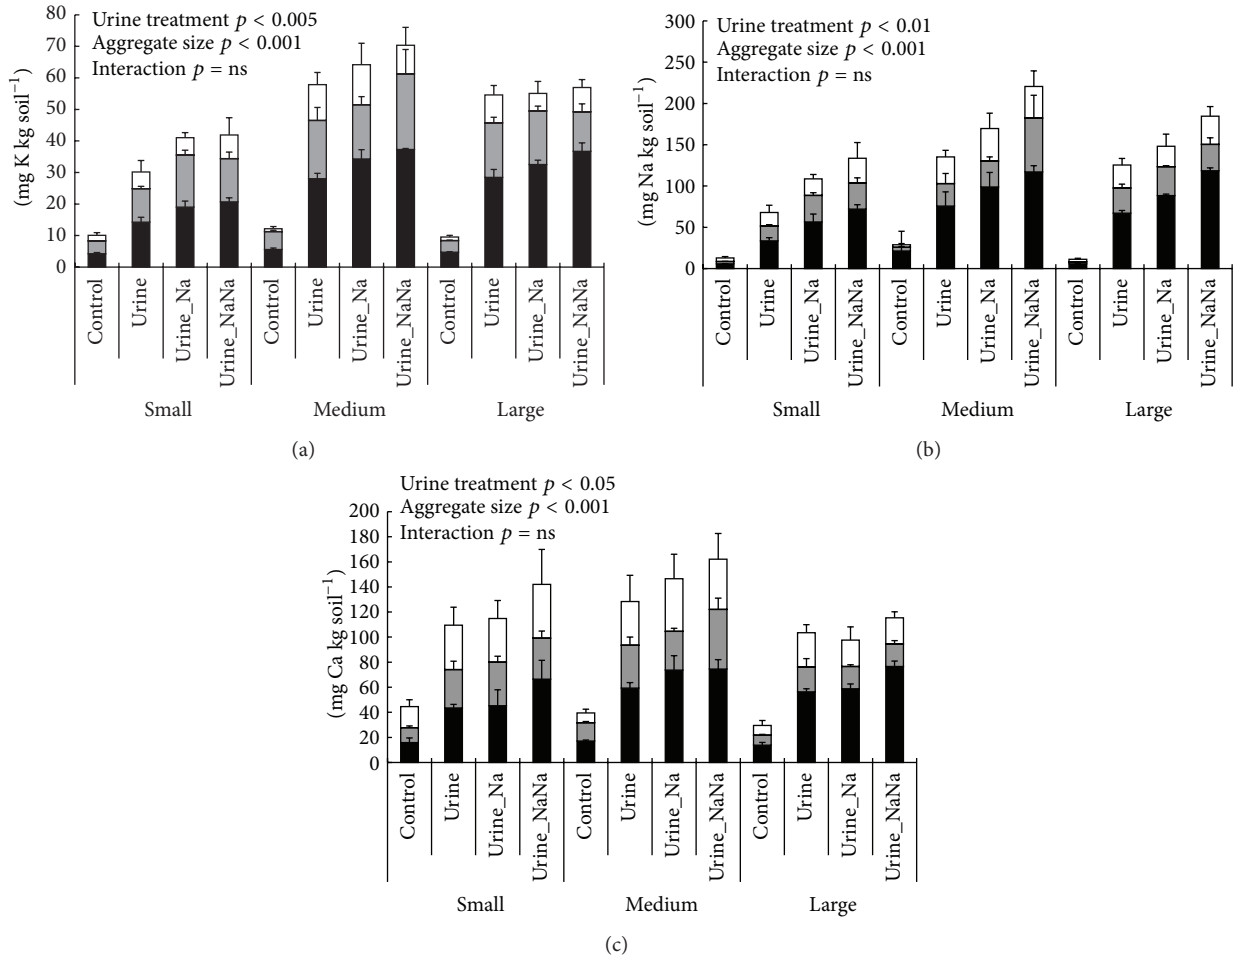 Urine treatment p < 0.005
Aggregate size p < 0.001
Interaction p = ns
(mg K kg soil−1)
80
70
60
50
40
30
20
10
0
Control
Urine
Urine_Na
Urine_NaNa
Control
Urine
Urine_Na
Urine_NaNa
Control
Urine
Urine_Na
Urine_NaNa
Small Medium Large
(a)
Urine treatment p < 0.01
Aggregate size p < 0.001
Interaction p = ns
(mg Na kg soil−1)
300
250
200
150
100
50
0
Control
Urine
Urine_Na
Urine_NaNa
Control
Urine
Urine_Na
Urine_NaNa
Control
Urine
Urine_Na
Urine_NaNa
Small Medium Large
(b)
Urine treatment p < 0.05
Aggregate size p < 0.001
Interaction p = ns
(mg Ca kg soil−1)
200
180
160
140
120
100
80
60
40
20
0
Control
Urine
Urine_Na
Urine_NaNa
Control
Urine
Urine_Na
Urine_NaNa
Control
Urine
Urine_Na
Urine_NaNa
Small Medium Large
(c)